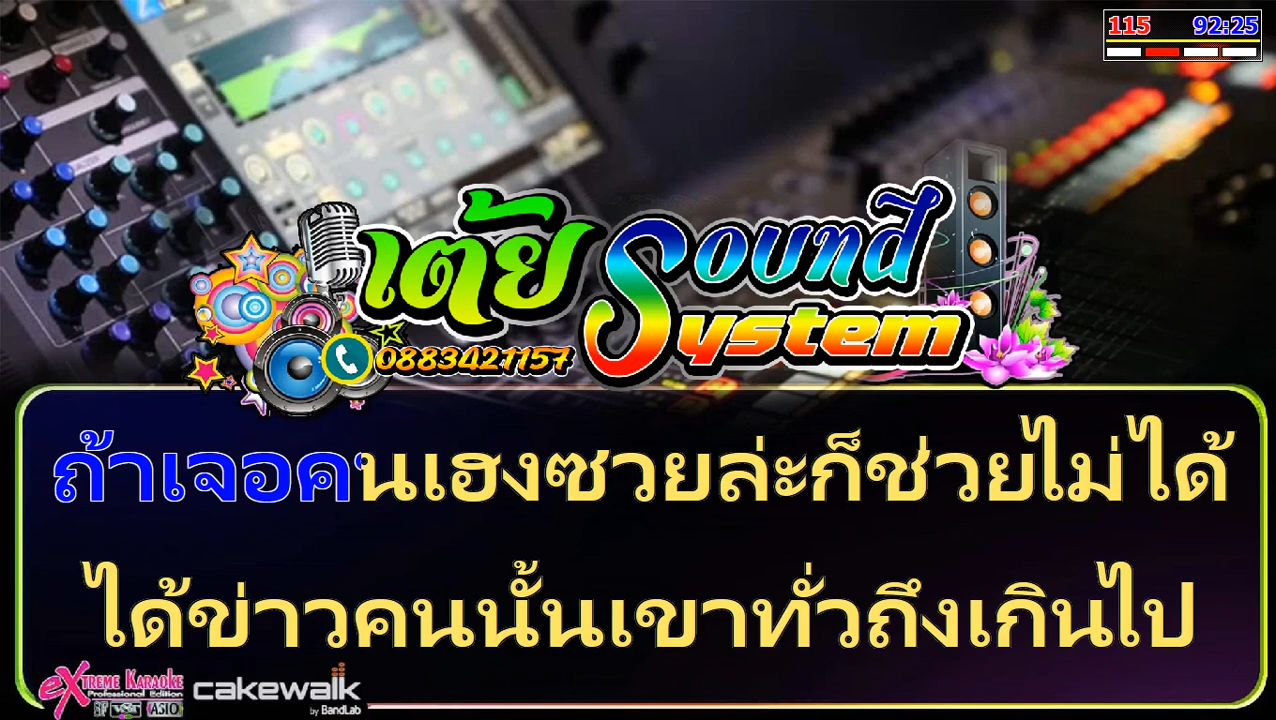 115 92:25
เต้ย Sound System
0883421157
ถ้าเจอคนเฮงซวยล่ะก็ช่วยไม่ได้
ได้ข่าวคนนั้นเขาทั่วถึงเกินไป
eXtreme Karaoke
Professional Edition
VST ASIO
cakewalk
by BandLab